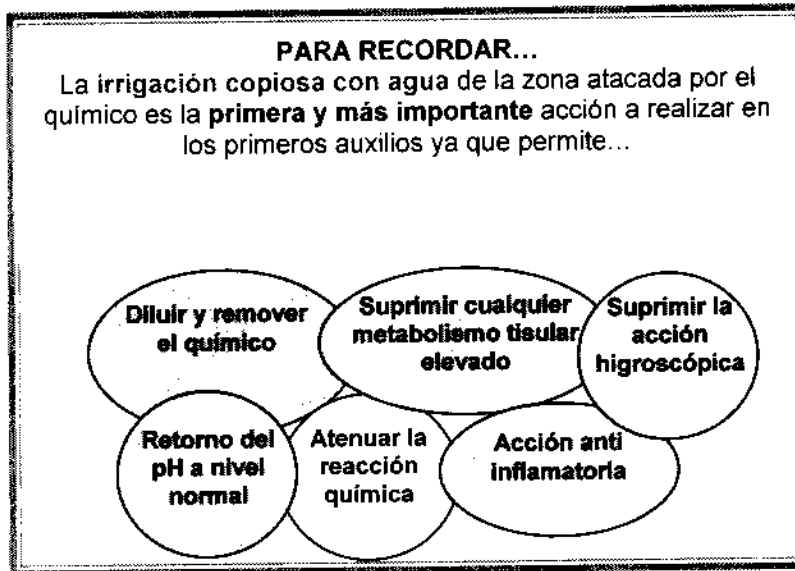 PARA RECORDAR...
La irrigación copiosa con agua de la zona atacada por el
químico es la primera y más importante acción a realizar en
los primeros auxilios ya que permite...
Diluir y remover
el químico
Suprimir cualquier
metabolismo tisular
elevado
Suprimir la
acción
higroscópica
Retorno del
pH a nivel
normal
Atenuar la
reacción
química
Acción anti
inflamatoria